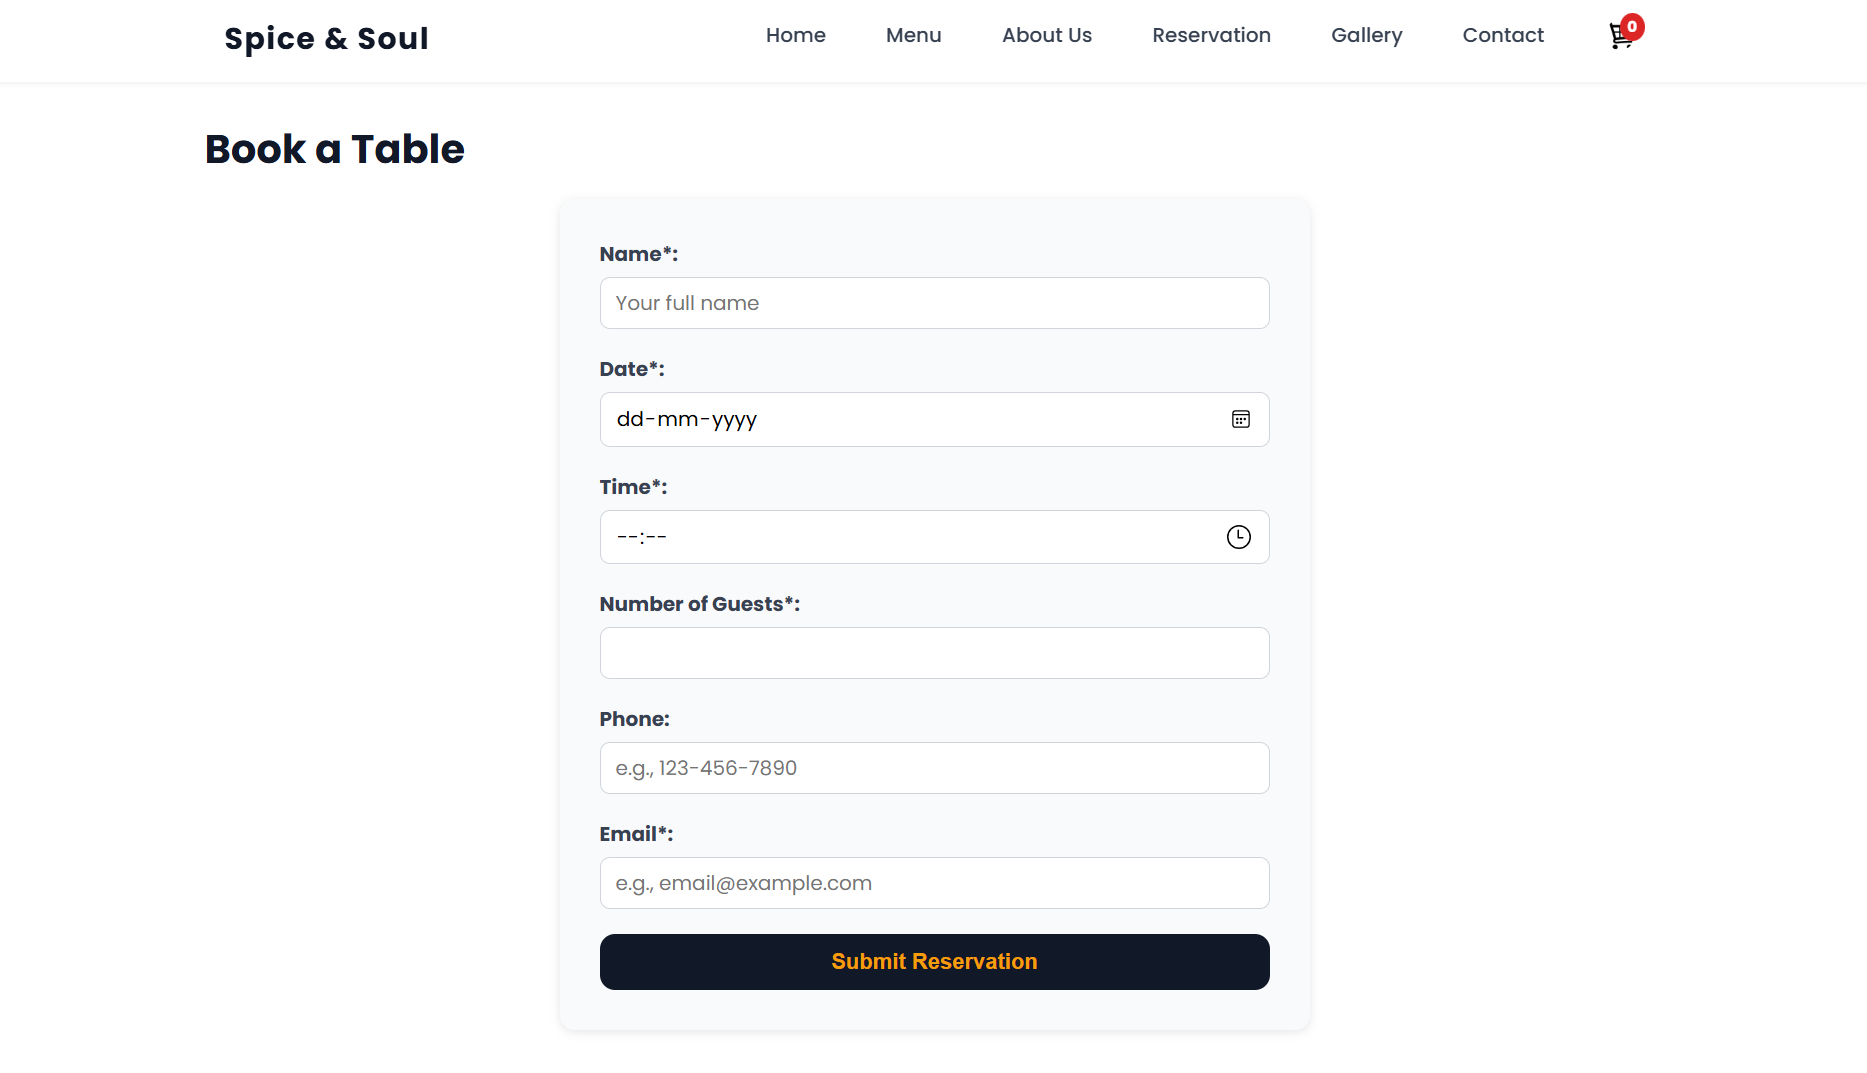 Spice & Soul
Home Menu About Us Reservation Gallery Contact 0
Book a Table
Name*:
Your full name
Date*:
dd-mm-yyyy
Time*:
--:--
Number of Guests*:
Phone:
e.g., 123-456-7890
Email*:
e.g., email@example.com
Submit Reservation